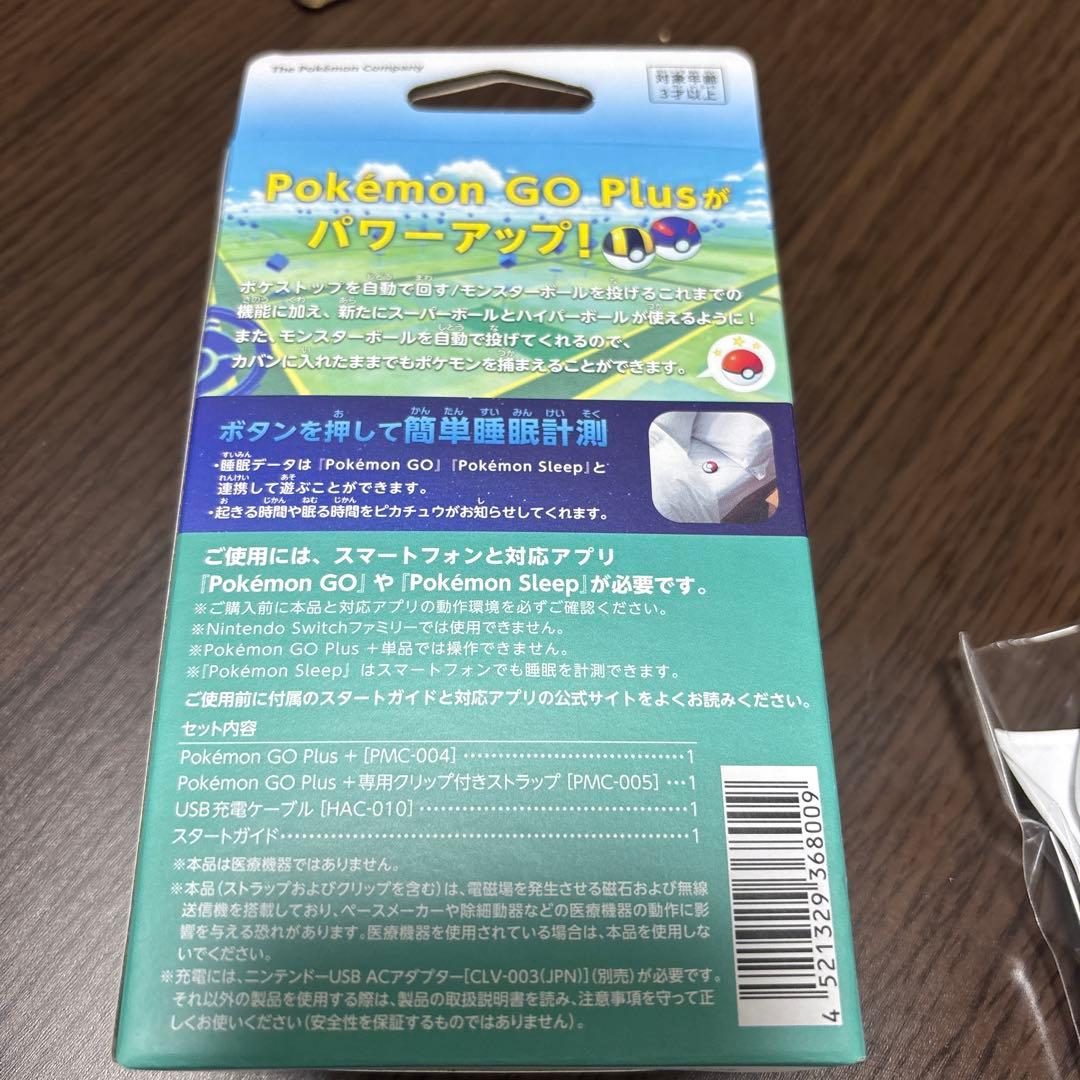 The Pokémon Company
対象年齢
3才以上
Pokémon GO Plusが
パワーアップ!
ポケストップを自動で回す/モンスターボールを投げるこれまでの
機能に加え、新たにスーパーボールとハイパーボールが使えるように!
また、モンスターボールを自動で投げてくれるので、
カバンに入れたままでもポケモンを捕まえることができます。
ボタンを押して簡単睡眠計測
・睡眠データは『Pokémon GO』『Pokémon Sleep』と
連携して遊ぶことができます。
・起きる時間や眠る時間をピカチュウがお知らせしてくれます。
ご使用には、スマートフォンと対応アプリ
『Pokémon GO』や『Pokémon Sleep』が必要です。
※ご購入前に本品と対応アプリの動作環境を必ずご確認ください。
※Nintendo Switchファミリーでは使用できません。
※Pokémon GO Plus +単品では操作できません。
※『Pokémon Sleep』はスマートフォンでも睡眠を計測できます。
ご使用前に付属のスタートガイドと対応アプリの公式サイトをよくお読みください。
セット内容
Pokémon GO Plus + [PMC-004] ……………………………1
Pokémon GO Plus +専用クリップ付きストラップ [PMC-005] …1
USB充電ケーブル [HAC-010] …………………………………1
スタートガイド……………………………………………………1
※本品は医療機器ではありません。
※本品(ストラップおよびクリップを含む)は、電磁場を発生させる磁石および無線
送信機を搭載しており、ペースメーカーや除細動器などの医療機器の動作に影
響を与える恐れがあります。医療機器を使用されている場合は、本品を使用しな
いでください。
※充電には、ニンテンドーUSB ACアダプター[CLV-003(JPN)](別売)が必要です。
それ以外の製品を使用する際は、製品の取扱説明書を読み、注意事項を守って正
しくお使いください(安全性を保証するものではありません)。
4 521329 368009